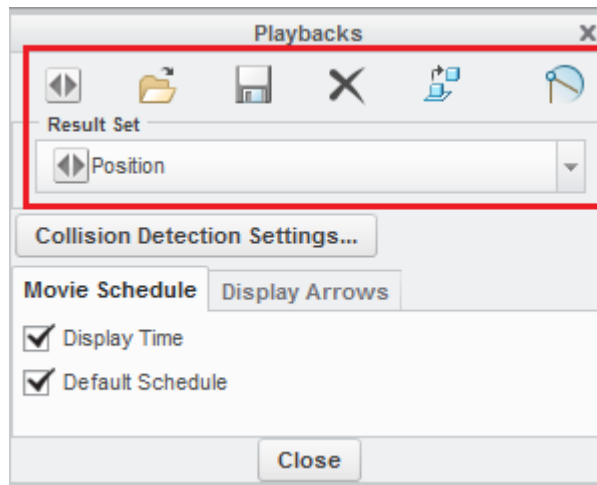 Playbacks
Result Set
Position
Collision Detection Settings...
Movie Schedule Display Arrows
Display Time
Default Schedule
Close